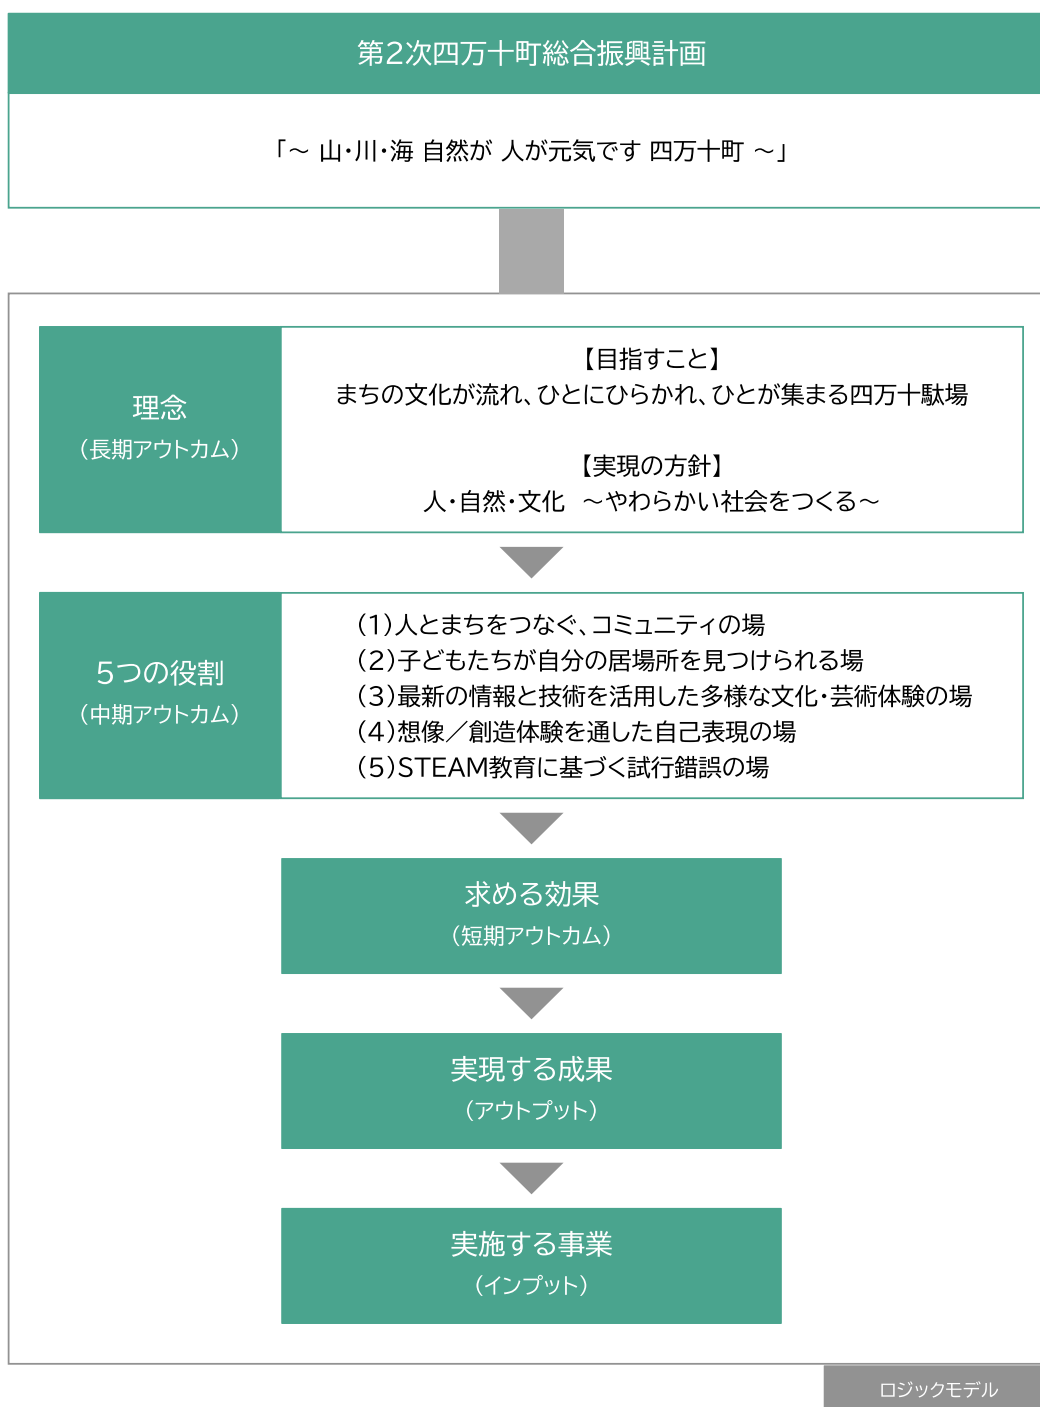 第2次四万十町総合振興計画
「～ 山・川・海 自然が 人が元気です 四万十町 ～」
理念
（長期アウトカム）
【目指すこと】
まちの文化が流れ、ひとにひらかれ、ひとが集まる四万十駄場
【実現の方針】
人・自然・文化　～やわらかい社会をつくる～
5つの役割
（中期アウトカム）
（1）人とまちをつなぐ、コミュニティの場
（2）子どもたちが自分の居場所を見つけられる場
（3）最新の情報と技術を活用した多様な文化・芸術体験の場
（4）想像／創造体験を通した自己表現の場
（5）STEAM教育に基づく試行錯誤の場
求める効果
（短期アウトカム）
実現する成果
（アウトプット）
実施する事業
（インプット）
ロジックモデル